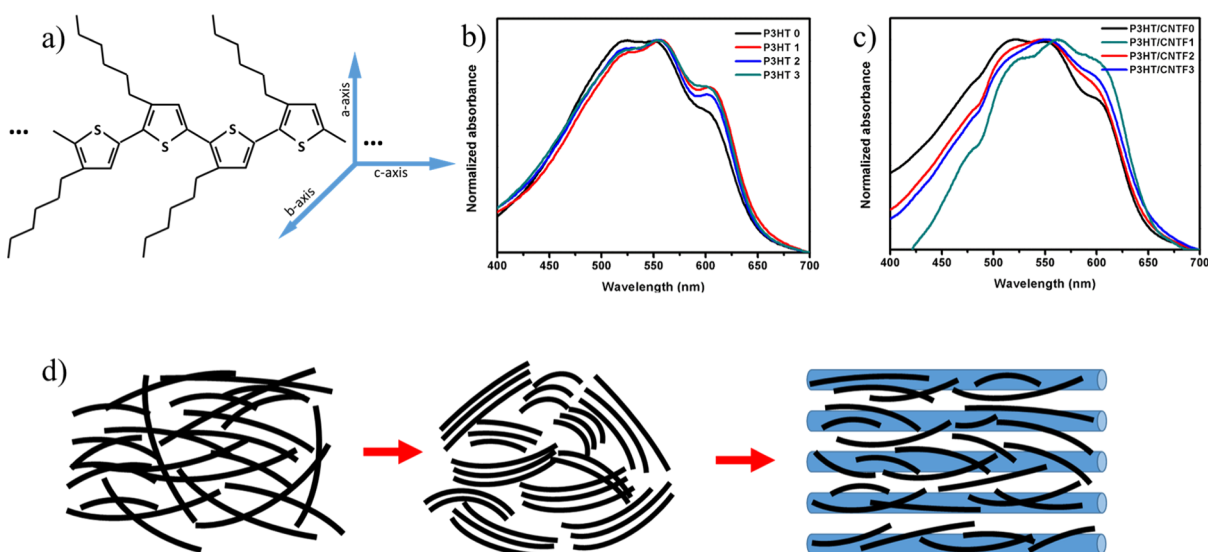 a)
S
S
S
S
...
...
a-axis
b-axis
c-axis
b)
Normalized absorbance
P3HT 0
P3HT 1
P3HT 2
P3HT 3
400 450 500 550 600 650 700
Wavelength (nm)
c)
Normalized absorbance
P3HT/CNTF0
P3HT/CNTF1
P3HT/CNTF2
P3HT/CNTF3
400 450 500 550 600 650 700
Wavelength (nm)
d)